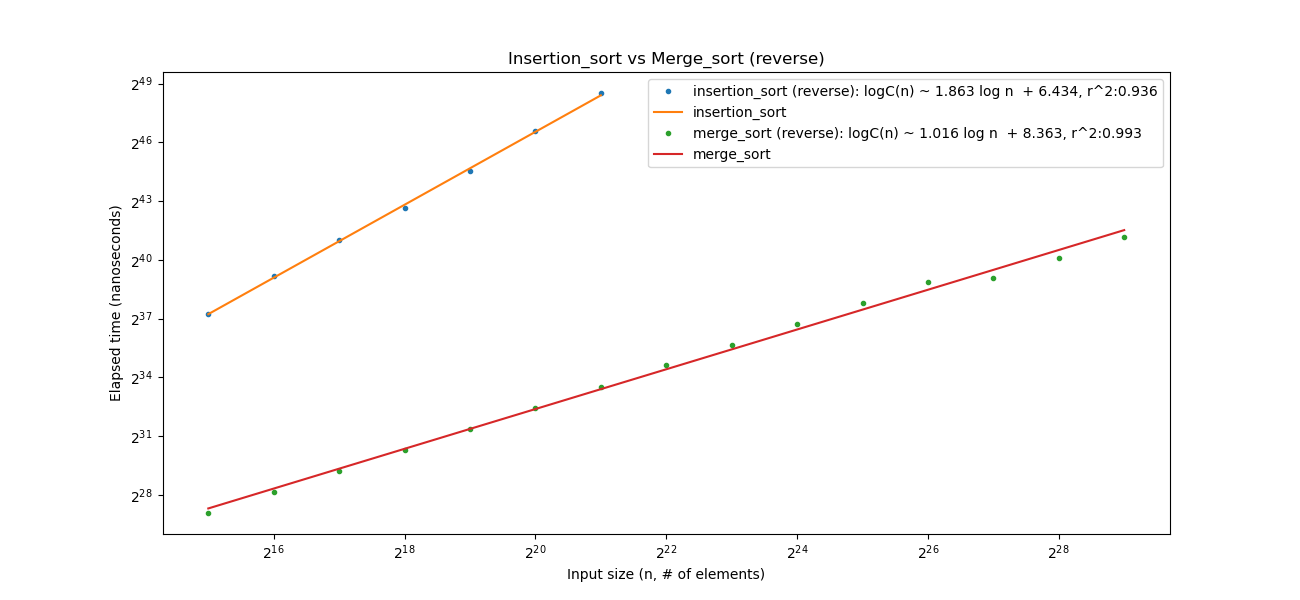 Insertion_sort vs Merge_sort (reverse)
2^49
2^46
2^43
2^40
2^37
2^34
2^31
2^28
Elapsed time (nanoseconds)
insertion_sort (reverse): logC(n) ~ 1.863 log n  + 6.434, r^2:0.936
insertion_sort
merge_sort (reverse): logC(n) ~ 1.016 log n  + 8.363, r^2:0.993
merge_sort
2^16 2^18 2^20 2^22 2^24 2^26 2^28
Input size (n, # of elements)